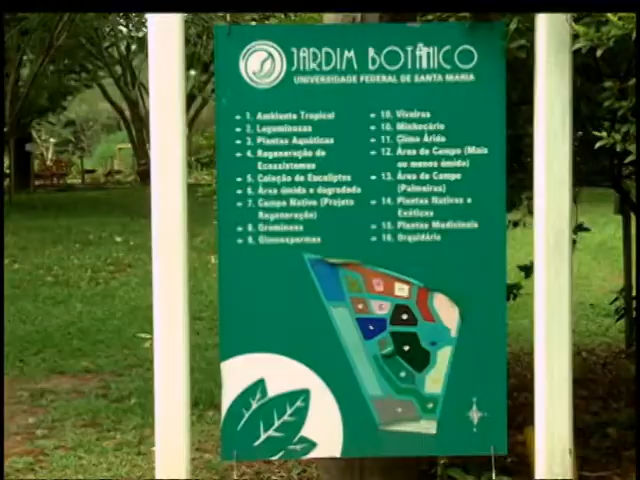 JARDIM BOTÂNICO
UNIVERSIDADE FEDERAL DE SANTA MARIA
1. Ambiente Tropical
2. Leguminosas
3. Plantas Aquáticas
4. Regeneração de
Ecossistemas
5. Coleção de Eucaliptos
6. Área úmida e degradada
7. Campo Nativo (Projeto
Regeneração)
8. Gramíneas
9. Gimnospermas
10. Viveiros
10. Minhocário
11. Clima Árido
12. Área de Campo (Mais
ou menos úmida)
13. Área de Campo
(Palmeiras)
14. Plantas Nativas e
Exóticas
15. Plantas Medicinais
16. Orquidário